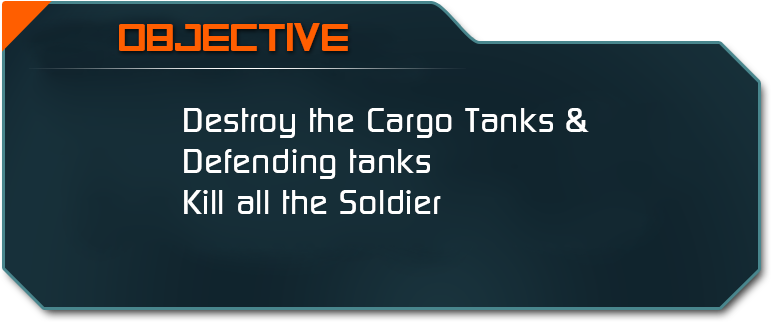 OBJECTIVE
Destroy the Cargo Tanks &
Defending tanks
Kill all the Soldier